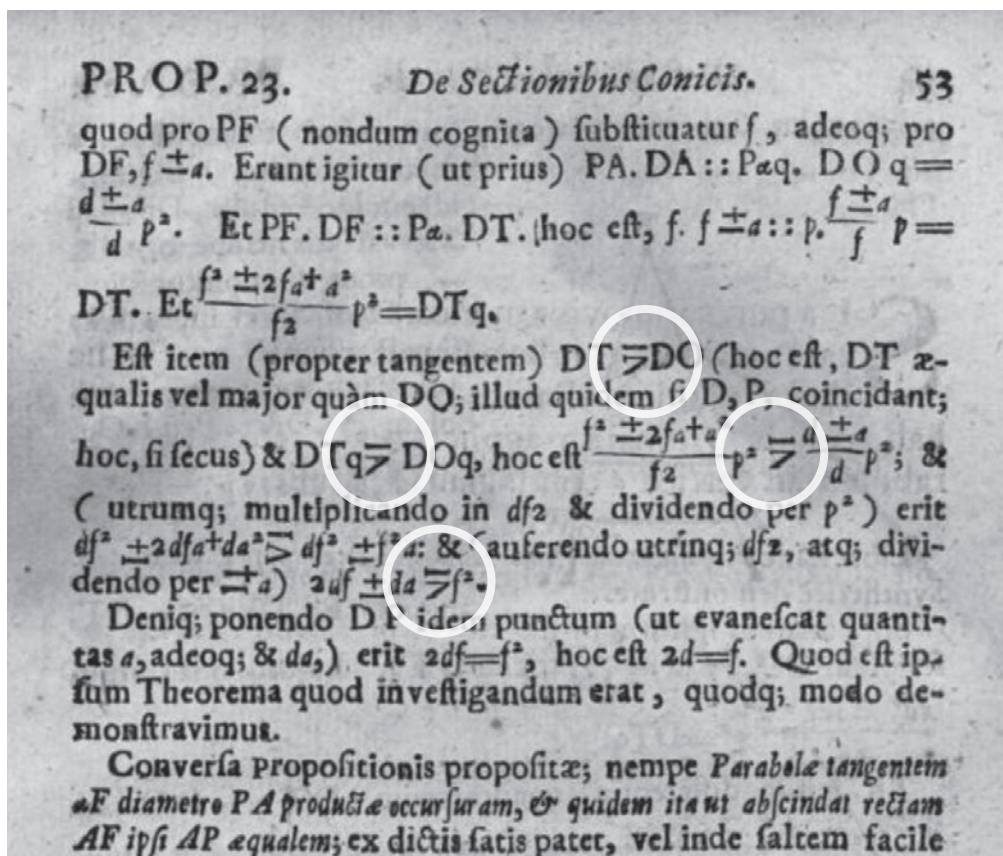 PROP. 23. De Sectionibus Conicis. 53
quod pro PF ( nondum cognita ) ſubſtituatur f, adeoq; pro
DF, f ± a. Erunt igitur ( ut prius) PA. DA :: Pαq. DO q =
(d ± a)/d p². Et PF. DF :: Pα. DT. hoc eſt, f. f ± a :: p. (f ± a)/f p =
DT. Et (f² ± 2fa + a²)/f2 p² = DTq.
Eſt item (propter tangentem) DT ⩾ DO (hoc eſt, DT æ-
qualis vel major quàm DO; illud quidem ſi D, P, coincidant;
hoc, ſi ſecus) & DTq ⩾ DOq, hoc eſt (f² ± 2fa + a²)/f2 p² ⩾ (d ± a)/d p²; &
( utrumq; multiplicando in df2 & dividendo per p² ) erit
df² ± 2dfa + da² ⩾ df² ± f²a: & (auferendo utrinq; df2, atq; divi-
dendo per ± a) 2df ± da ⩾ f².
Deniq; ponendo D P idem punctum (ut evaneſcat quanti-
tas a, adeoq; & da,) erit 2df = f², hoc eſt 2d = f. Quod eſt ip-
ſum Theorema quod inveſtigandum erat, quodq; modo de-
monſtravimus.
Converſa propoſitionis propoſitæ; nempe Parabolæ tangentem
αF diametro PA productæ occurſuram, & quidem ita ut abſcindat rectam
AF ipſi AP æqualem; ex dictis ſatis patet, vel inde ſaltem facile